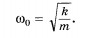 ω₀ = √(k/m).